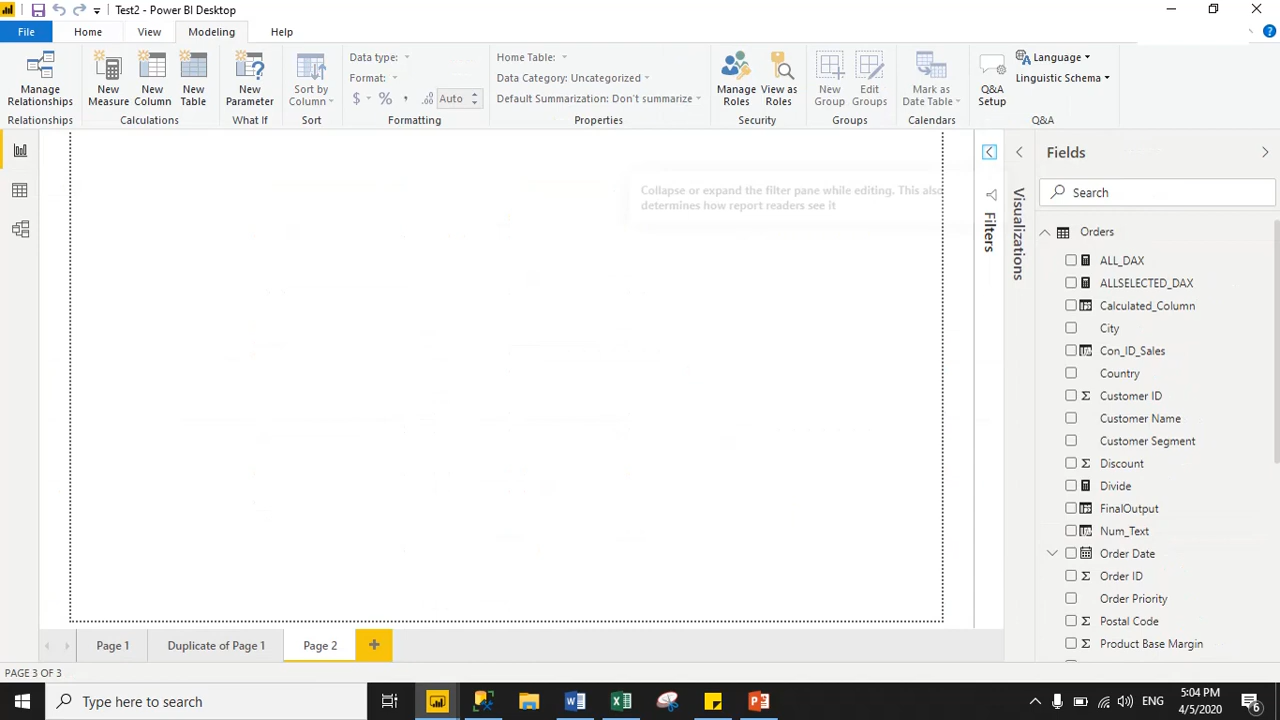 Test2 - Power BI Desktop
File Home View Modeling Help
Manage Relationships
Relationships
New Measure
New Column
New Table
Calculations
New Parameter
What If
Sort by Column
Sort
Data type:
Format:
$ % , .00 Auto
Formatting
Home Table:
Data Category: Uncategorized
Default Summarization: Don't summarize
Properties
Manage Roles
View as Roles
Security
New Group
Edit Groups
Groups
Mark as Date Table
Calendars
Q&A Setup
Language
Linguistic Schema
Q&A
Collapse or expand the filter pane while editing. This also
determines how report readers see it
Filters
Visualizations
Fields
Search
Orders
ALL_DAX
ALLSELECTED_DAX
Calculated_Column
City
Con_ID_Sales
Country
Customer ID
Customer Name
Customer Segment
Discount
Divide
FinalOutput
Num_Text
Order Date
Order ID
Order Priority
Postal Code
Product Base Margin
Page 1 Duplicate of Page 1 Page 2
PAGE 3 OF 3
Type here to search
ENG
5:04 PM
4/5/2020
6